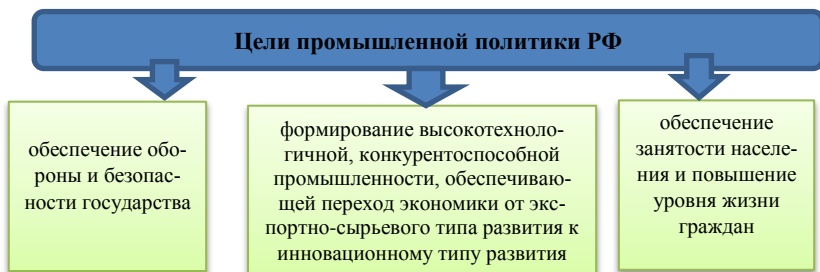 Цели промышленной политики РФ
обеспечение обо-
роны и безопас-
ности государства
формирование высокотехноло-
гичной, конкурентоспособной
промышленности, обеспечиваю-
щей переход экономики от экс-
портно-сырьевого типа развития к
инновационному типу развития
обеспечение
занятости населе-
ния и повышение
уровня жизни
граждан